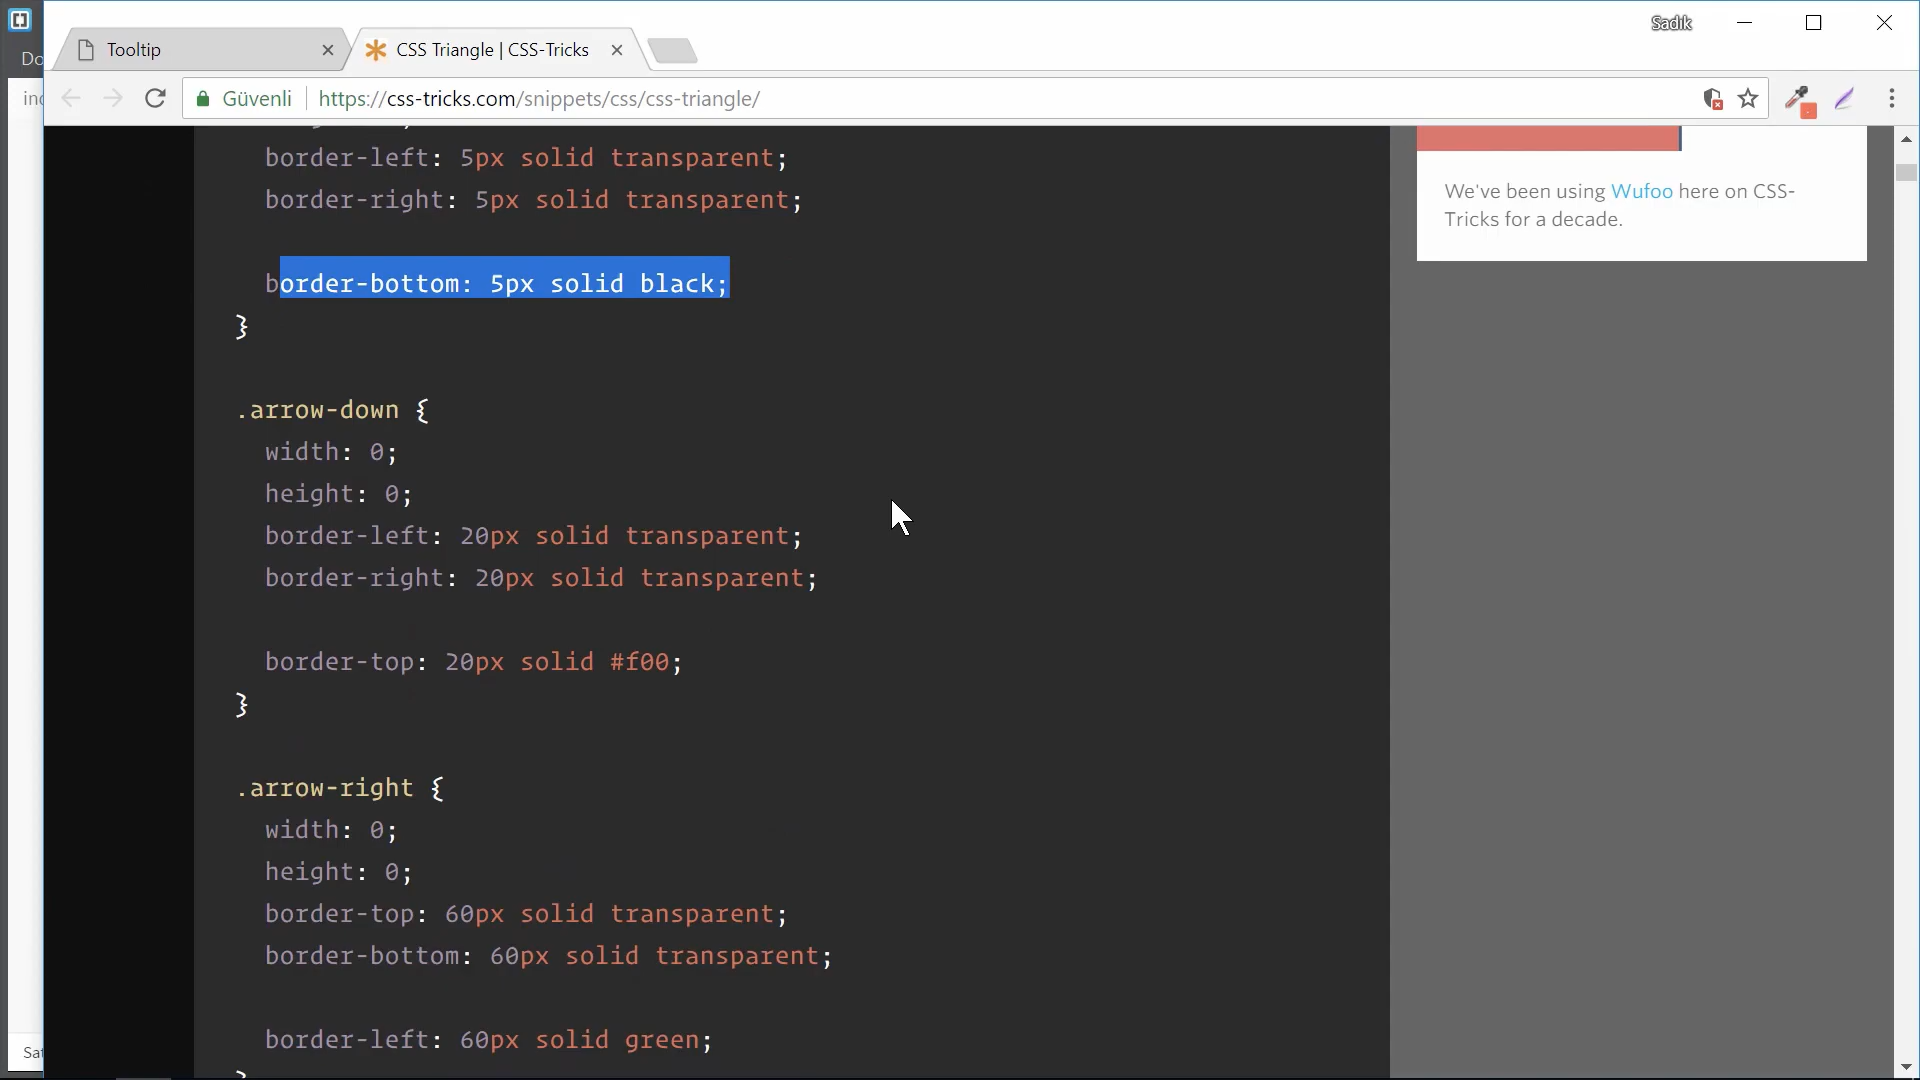 Sadık
Do
Tooltip
CSS Triangle | CSS-Tricks
Güvenli
https://css-tricks.com/snippets/css/css-triangle/
border-left: 5px solid transparent;
border-right: 5px solid transparent;
border-bottom: 5px solid black;
}
.arrow-down {
width: 0;
height: 0;
border-left: 20px solid transparent;
border-right: 20px solid transparent;
border-top: 20px solid #f00;
}
.arrow-right {
width: 0;
height: 0;
border-top: 60px solid transparent;
border-bottom: 60px solid transparent;
border-left: 60px solid green;
We've been using Wufoo here on CSS-
Tricks for a decade.